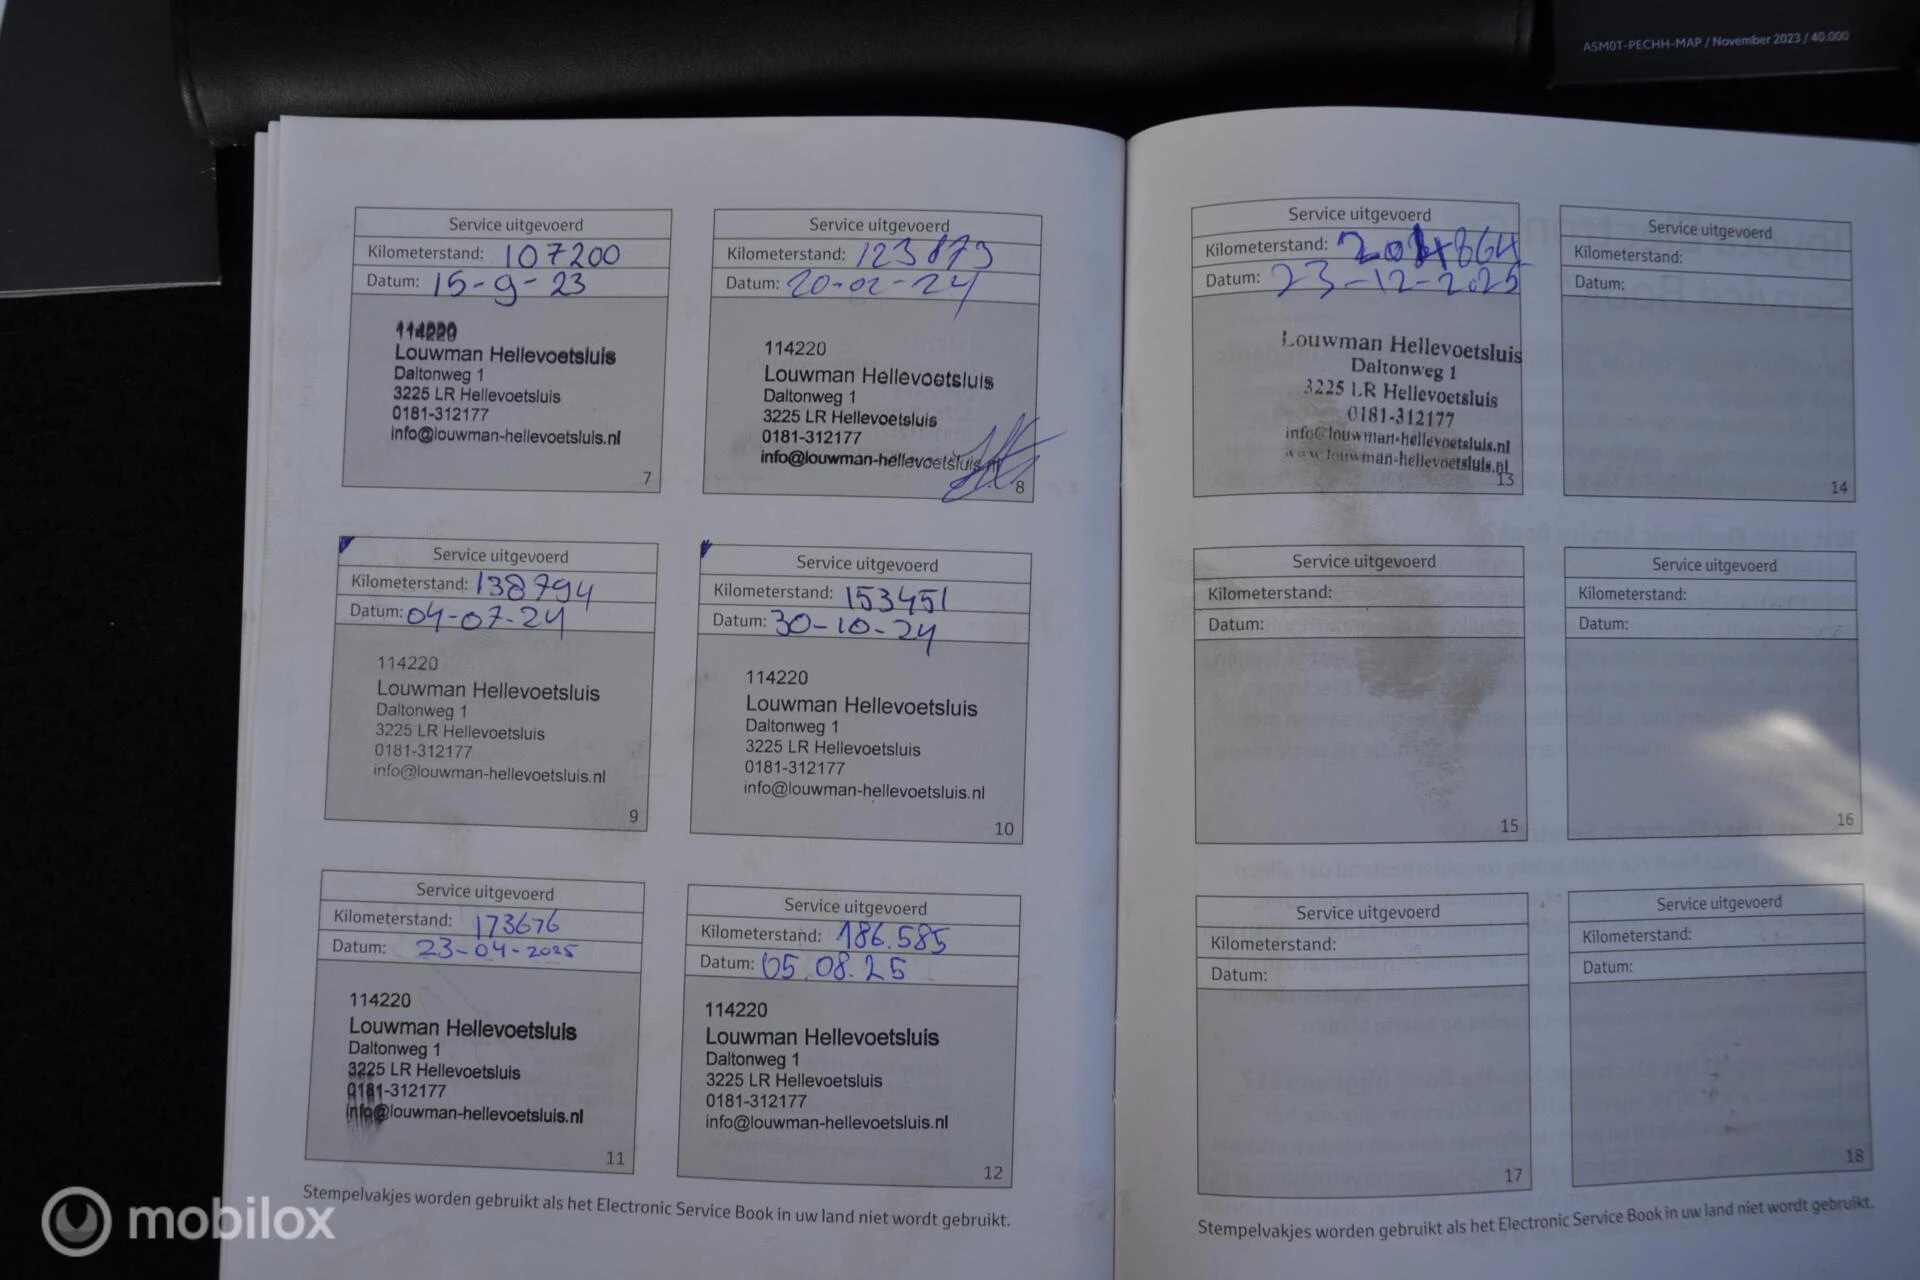 ASM0T-PECHH-MAP / November 2023 / 40.000
Service uitgevoerd
Kilometerstand: 107200
Datum: 15-9-23
114220
Louwman Hellevoetsluis
Daltonweg 1
3225 LR Hellevoetsluis
0181-312177
info@louwman-hellevoetsluis.nl
7
Service uitgevoerd
Kilometerstand: 123873
Datum: 20-02-24
114220
Louwman Hellevoetsluis
Daltonweg 1
3225 LR Hellevoetsluis
0181-312177
info@louwman-hellevoetsluis.nl
8
Service uitgevoerd
Kilometerstand: 138794
Datum: 04-07-24
114220
Louwman Hellevoetsluis
Daltonweg 1
3225 LR Hellevoetsluis
0181-312177
info@louwman-hellevoetsluis.nl
9
Service uitgevoerd
Kilometerstand: 153451
Datum: 30-10-24
114220
Louwman Hellevoetsluis
Daltonweg 1
3225 LR Hellevoetsluis
0181-312177
info@louwman-hellevoetsluis.nl
10
Service uitgevoerd
Kilometerstand: 173676
Datum: 23-04-2025
114220
Louwman Hellevoetsluis
Daltonweg 1
3225 LR Hellevoetsluis
0181-312177
info@louwman-hellevoetsluis.nl
11
Service uitgevoerd
Kilometerstand: 186.585
Datum: 05.08.25
114220
Louwman Hellevoetsluis
Daltonweg 1
3225 LR Hellevoetsluis
0181-312177
info@louwman-hellevoetsluis.nl
12
Stempelvakjes worden gebruikt als het Electronic Service Book in uw land niet wordt gebruikt.
Service uitgevoerd
Kilometerstand:
Datum: 23-12-2025
Louwman Hellevoetsluis
Daltonweg 1
3225 LR Hellevoetsluis
0181-312177
info@louwman-hellevoetsluis.nl
www.louwman-hellevoetsluis.nl
13
Service uitgevoerd
Kilometerstand:
Datum:
14
Service uitgevoerd
Kilometerstand:
Datum:
15
Service uitgevoerd
Kilometerstand:
Datum:
16
Service uitgevoerd
Kilometerstand:
Datum:
17
Service uitgevoerd
Kilometerstand:
Datum:
18
Stempelvakjes worden gebruikt als het Electronic Service Book in uw land niet wordt gebruikt.
mobilox